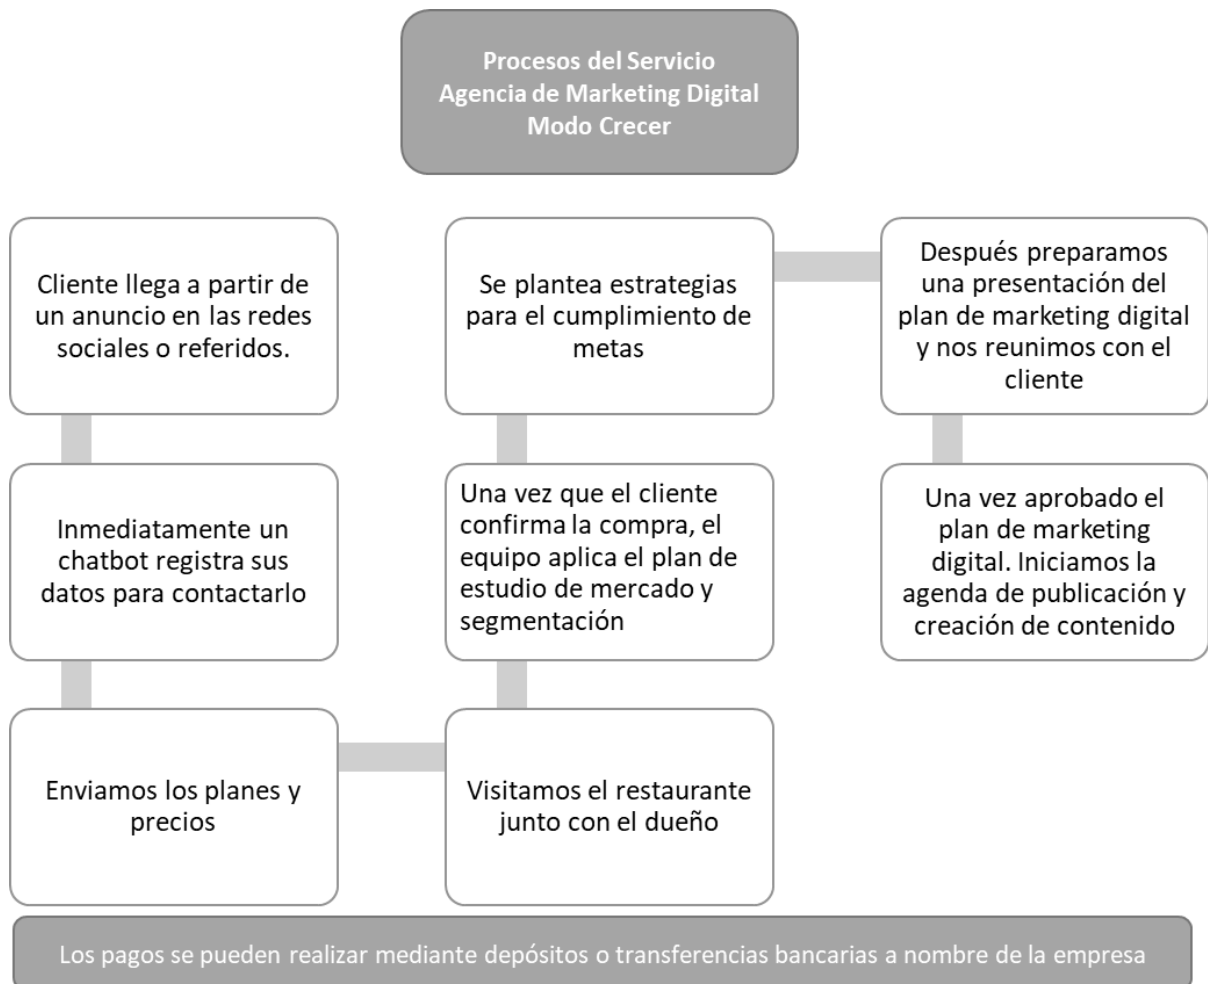 Procesos del Servicio
Agencia de Marketing Digital
Modo Crecer
Cliente llega a partir de
un anuncio en las redes
sociales o referidos.
Inmediatamente un
chatbot registra sus
datos para contactarlo
Enviamos los planes y
precios
Visitamos el restaurante
junto con el dueño
Una vez que el cliente
confirma la compra, el
equipo aplica el plan de
estudio de mercado y
segmentación
Se plantea estrategias
para el cumplimiento de
metas
Después preparamos
una presentación del
plan de marketing digital
y nos reunimos con el
cliente
Una vez aprobado el
plan de marketing
digital. Iniciamos la
agenda de publicación y
creación de contenido
Los pagos se pueden realizar mediante depósitos o transferencias bancarias a nombre de la empresa